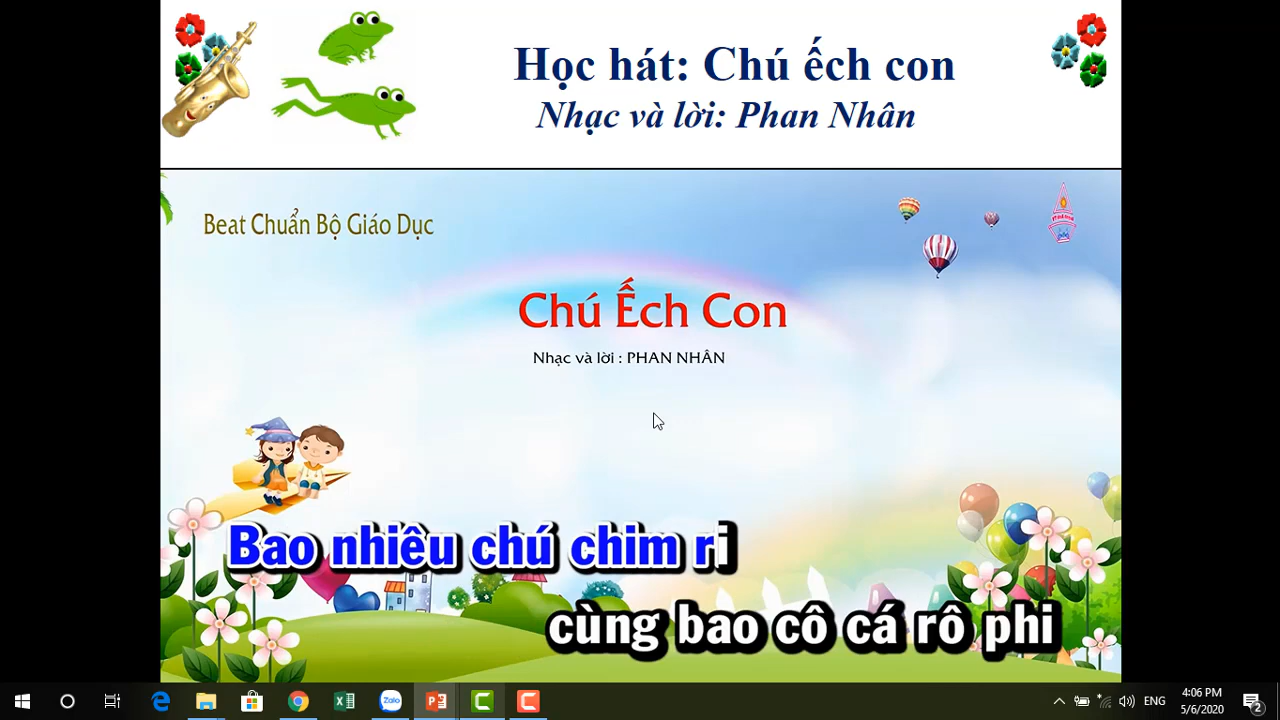 Học hát: Chú ếch con
Nhạc và lời: Phan Nhân
Beat Chuẩn Bộ Giáo Dục
Chú Ếch Con
Nhạc và lời : PHAN NHÂN
Bao nhiêu chú chim ri
cùng bao cô cá rô phi
Zalo
ENG
4:06 PM
5/6/2020
2